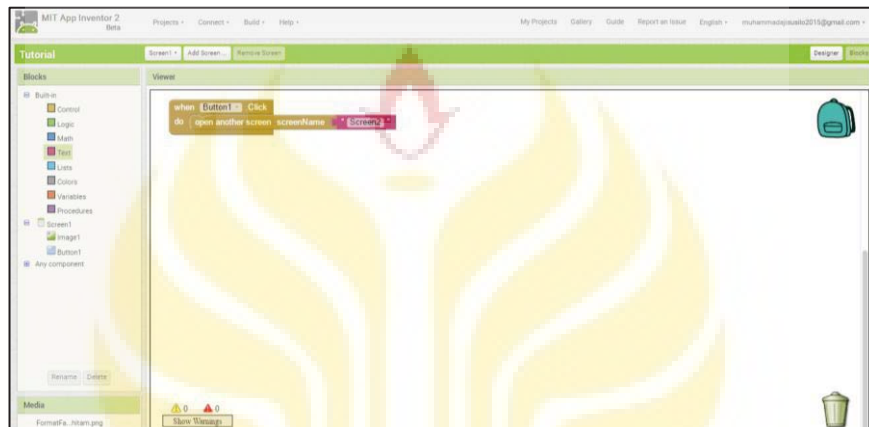 MIT App Inventor 2
Beta
Projects Connect Build Help
My Projects Gallery Guide Report an Issue English
Tutorial
Screen1 Add Screen... Remove Screen
Designer Blocks
Blocks
Viewer
Built-in
Control
Logic
Math
Text
Lists
Colors
Variables
Procedures
Screen1
Image1
Button1
Any component
when Button1 Click
do open another screen screenName " Screen2 "
Rename Delete
Media
FormatFa...hitam.png
0 0
Show Warnings